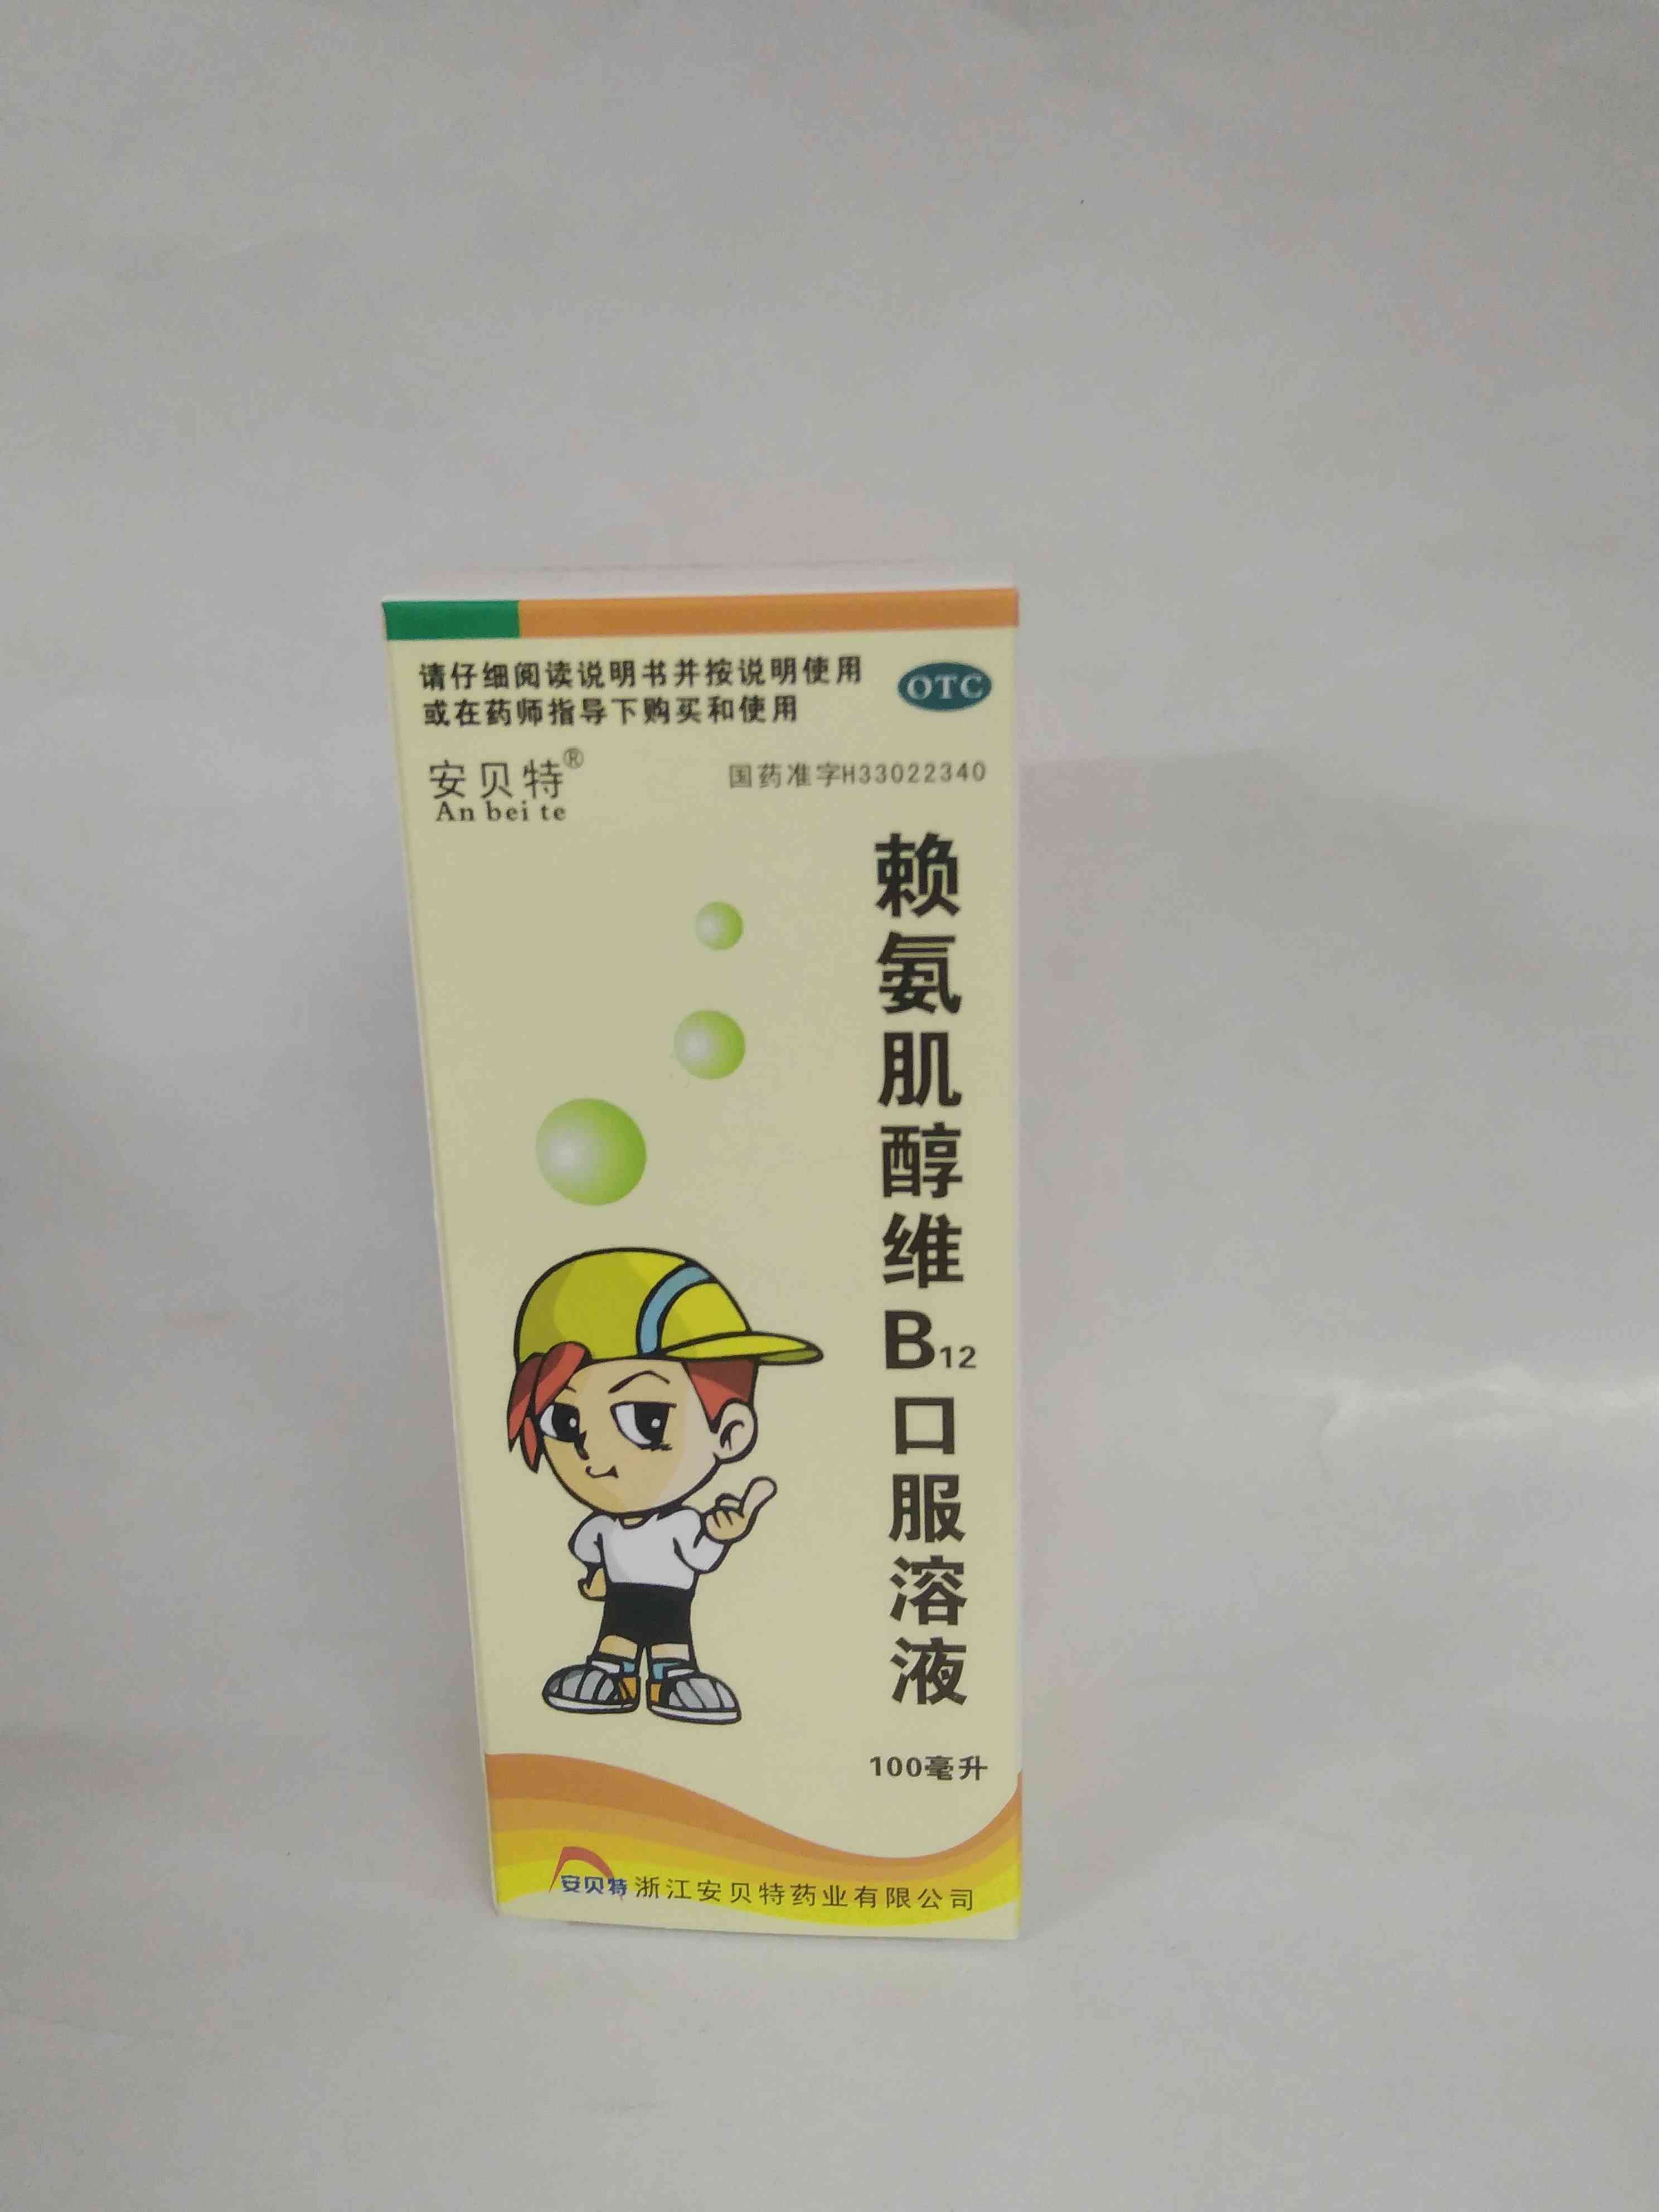 请仔细阅读说明书并按说明使用
或在药师指导下购买和使用
OTC
安贝特®
An bei te
国药准字H33022340
赖氨肌醇维B12口服溶液
100毫升
安贝特 浙江安贝特药业有限公司